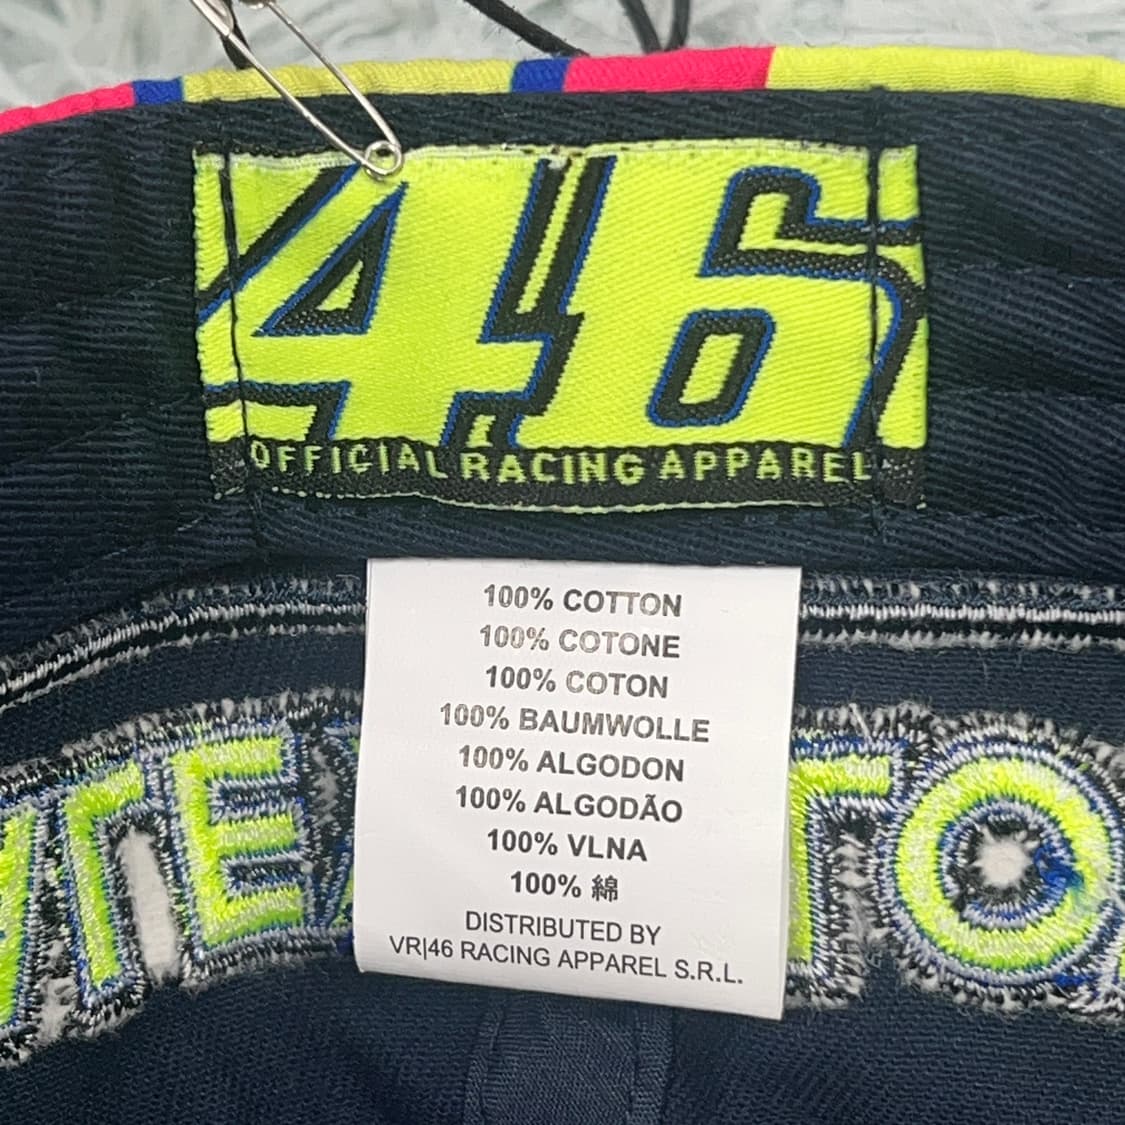 46
OFFICIAL RACING APPAREL
100% COTTON
100% COTONE
100% COTON
100% BAUMWOLLE
100% ALGODON
100% ALGODÃO
100% VLNA
100% 綿
DISTRIBUTED BY
VR|46 RACING APPAREL S.R.L.